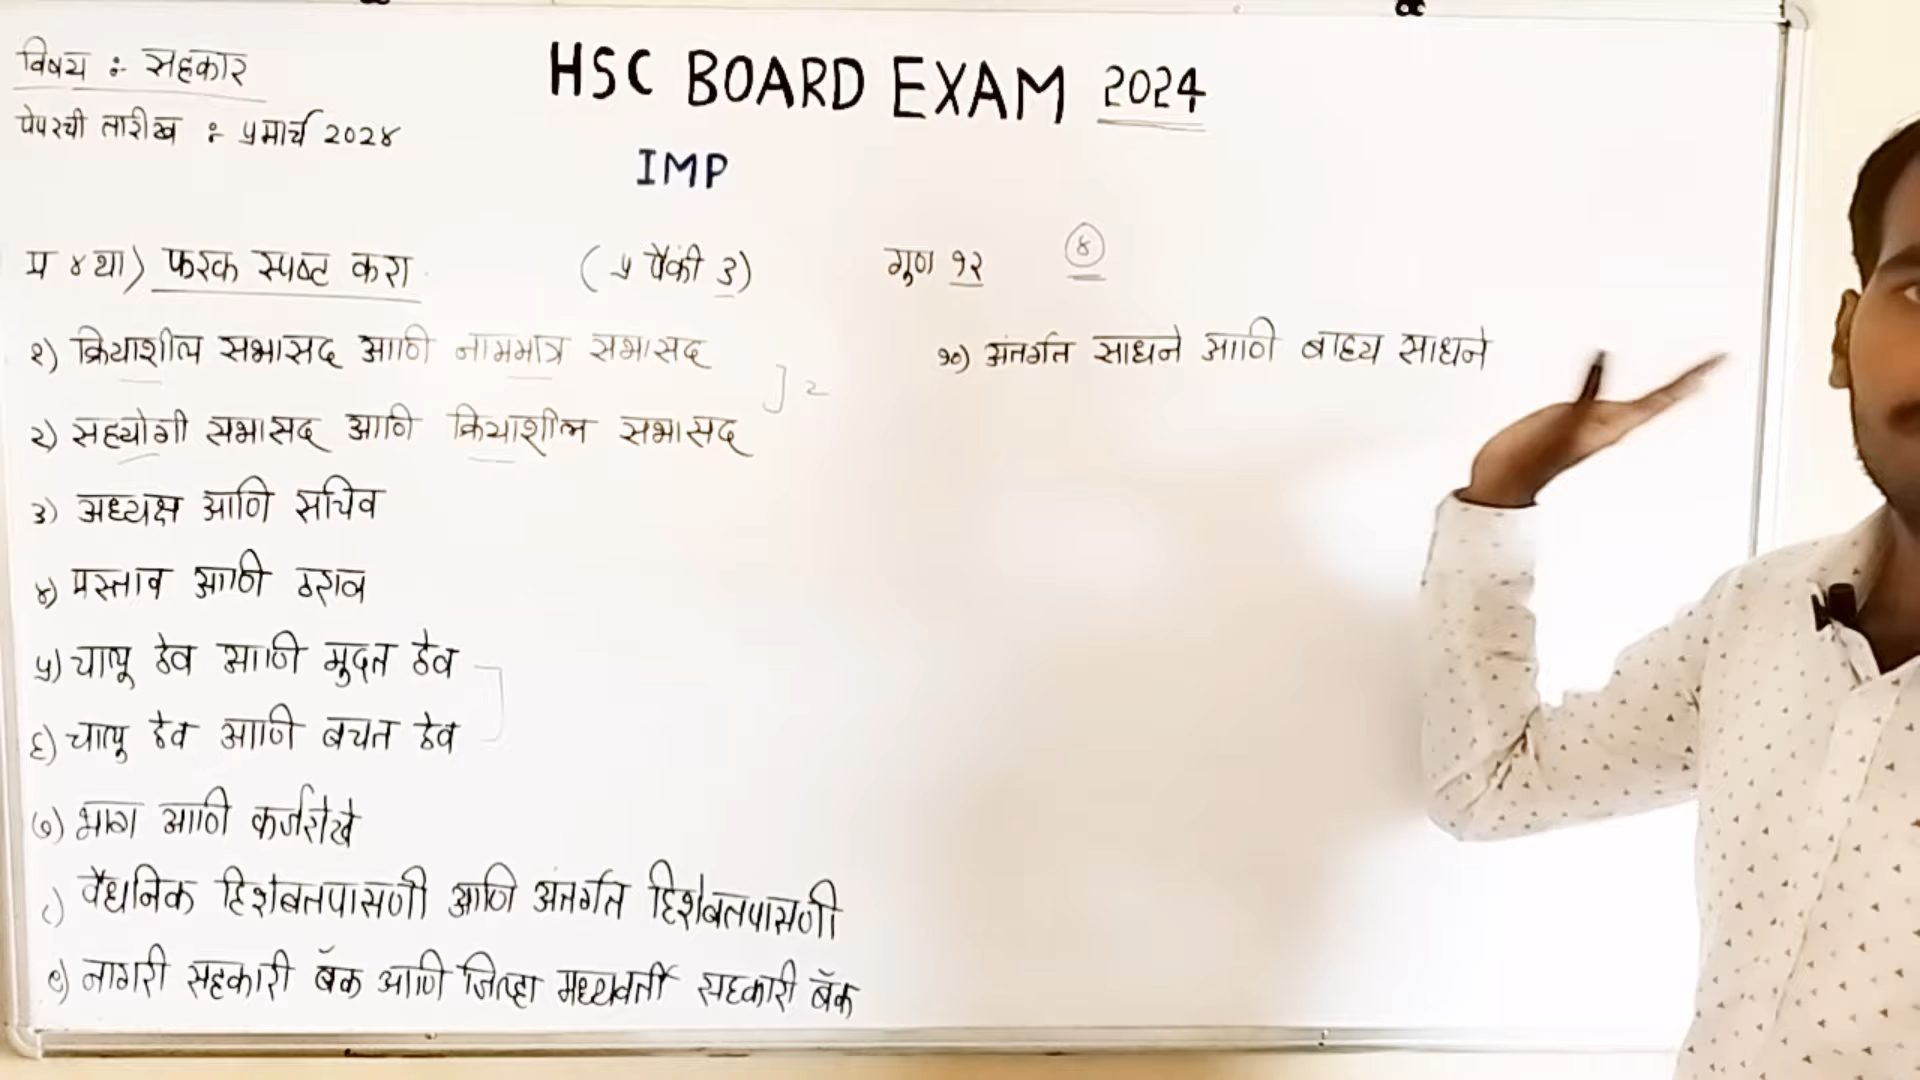 विषय :- सहकार
पेपरची तारीख :- ५ मार्च २०२४
HSC BOARD EXAM 2024
IMP
प्र ४ था) फरक स्पष्ट करा
(५ पैकी ३)
गुण १२
४
१) क्रियाशील सभासद आणि नाममात्र सभासद
] 2
२) सहयोगी सभासद आणि क्रियाशील सभासद
३) अध्यक्ष आणि सचिव
४) प्रस्ताव आणि ठराव
५) चालू ठेव आणि मुदत ठेव
६) चालू ठेव आणि बचत ठेव
७) भाग आणि कर्जरोखे
८) वैधनिक हिशेबतपासणी आणि अंतर्गत हिशेबतपासणी
९) नागरी सहकारी बँक आणि जिल्हा मध्यवर्ती सहकारी बँक
१०) अंतर्गत साधने आणि बाह्य साधने